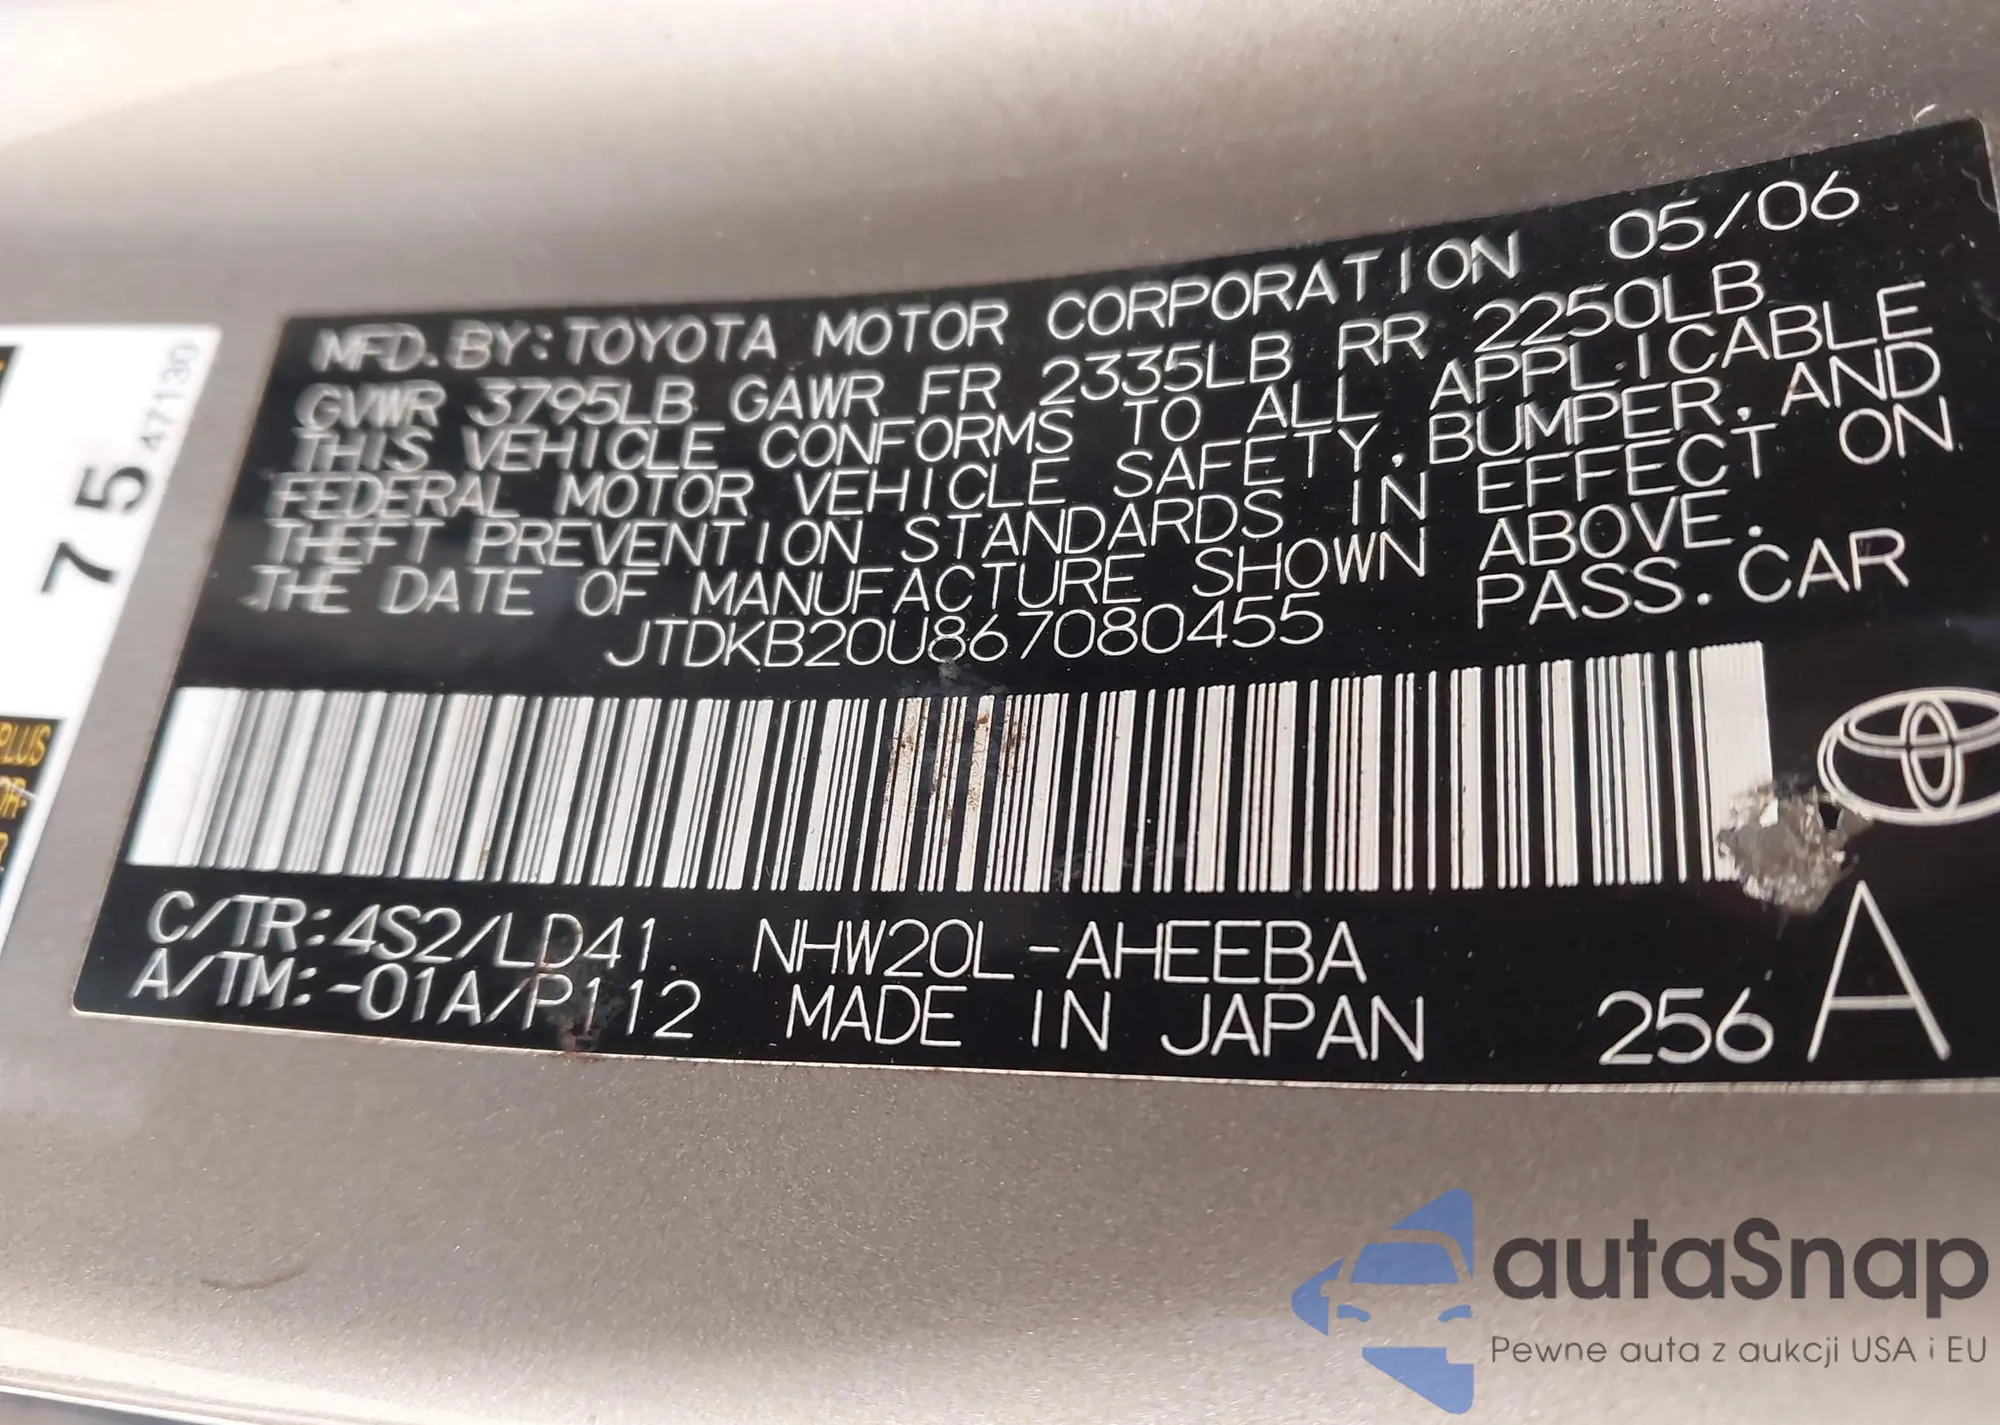 MFD.BY:TOYOTA MOTOR CORPORATION 05/06
GVWR 3795LB GAWR FR 2335LB RR 2250LB
THIS VEHICLE CONFORMS TO ALL APPLICABLE
FEDERAL MOTOR VEHICLE SAFETY, BUMPER, AND
THEFT PREVENTION STANDARDS IN EFFECT ON
THE DATE OF MANUFACTURE SHOWN ABOVE.
JTDKB20U867080455 PASS.CAR
C/TR:4S2/LD41 NHW20L-AHEEBA
A/TM:-01A/P112 MADE IN JAPAN 256 A
75 47130
PLUS
autaSnap
Pewne auta z aukcji USA i EU